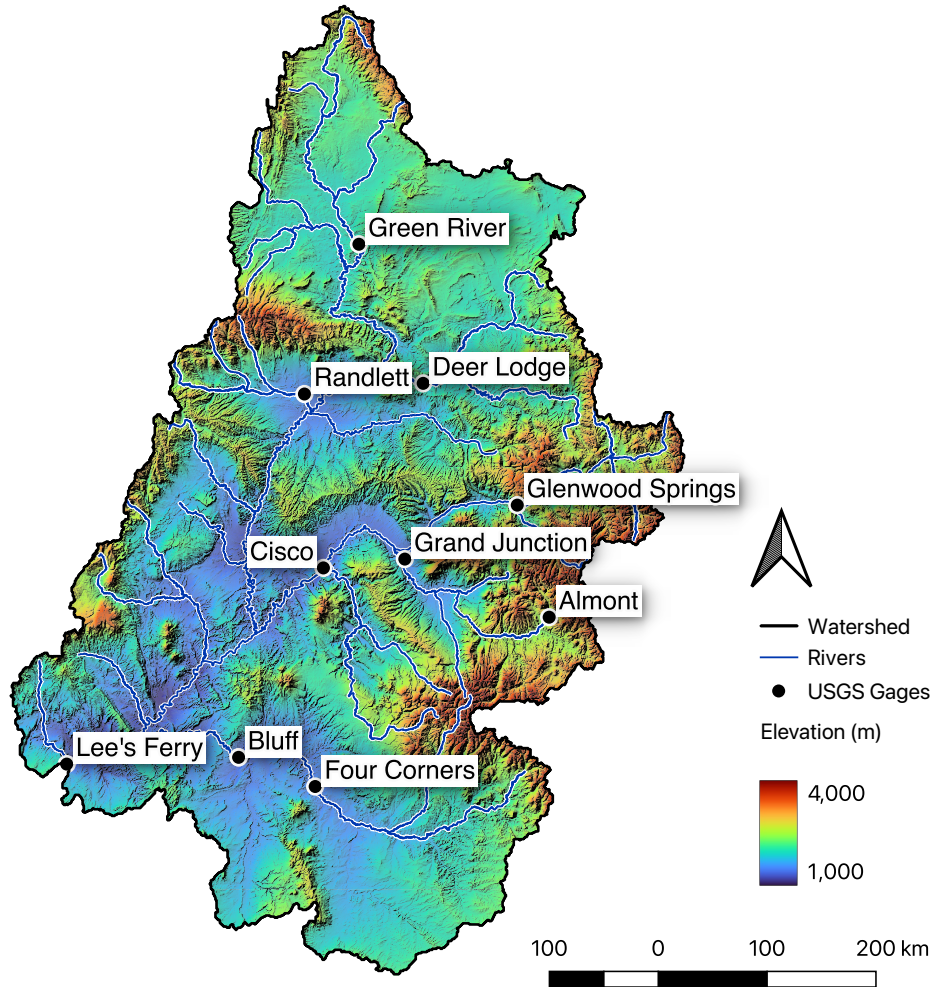 Green River
Deer Lodge
Randlett
Glenwood Springs
Grand Junction
Cisco
Almont
Watershed
Rivers
USGS Gages
Elevation (m)
Lee's Ferry
Bluff
Four Corners
4,000
1,000
100 0 100 200 km